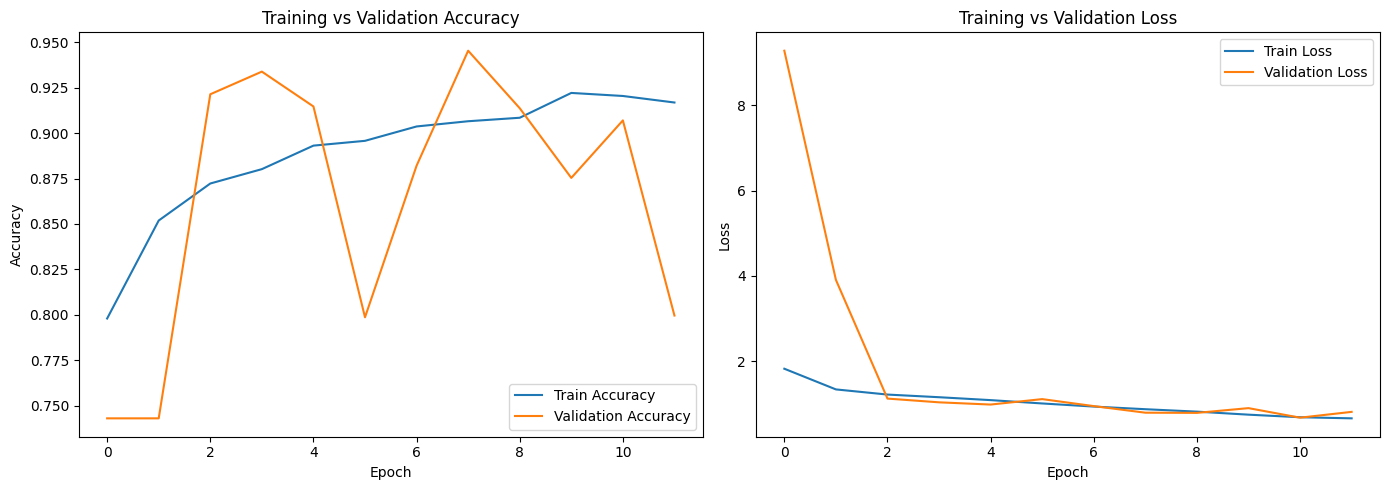 Training vs Validation Accuracy
0.950
0.925
0.900
0.875
0.850
0.825
0.800
0.775
0.750
Accuracy
0 2 4 6 8 10
Epoch
Train Accuracy
Validation Accuracy
Training vs Validation Loss
8
6
4
2
Loss
0 2 4 6 8 10
Epoch
Train Loss
Validation Loss